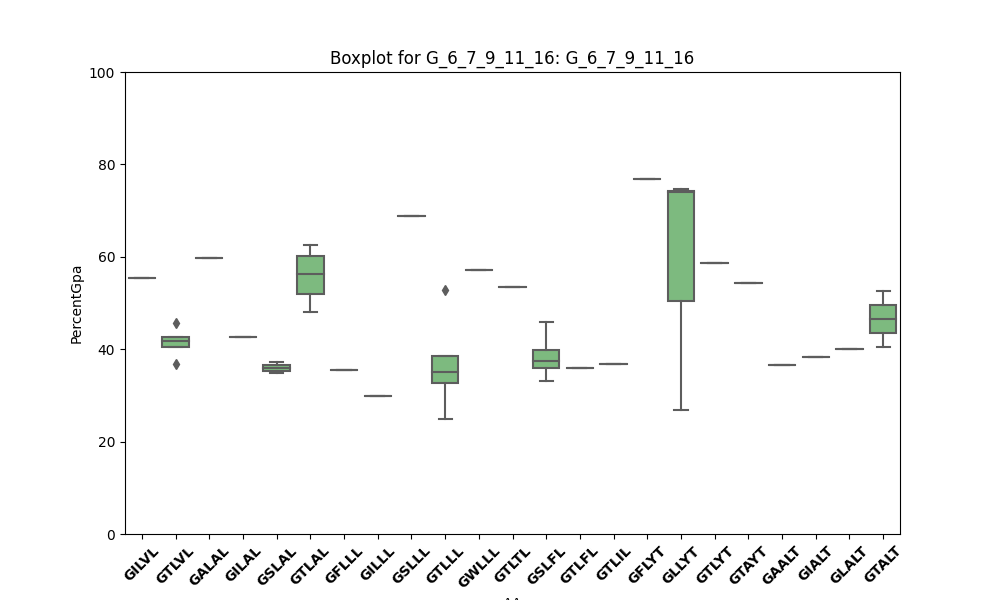 Boxplot for G_6_7_9_11_16: G_6_7_9_11_16
100
80
60
40
20
0
PercentGpa
GILVL GTLVL GALAL GILAL GSLAL GTLAL GFLLL GILLL GSLLL GTLLL GWLLL GTLTL GSLFL GTLFL GTLIL GFLYT GLLYT GTLYT GTAYT GAALT GIALT GLALT GTALT